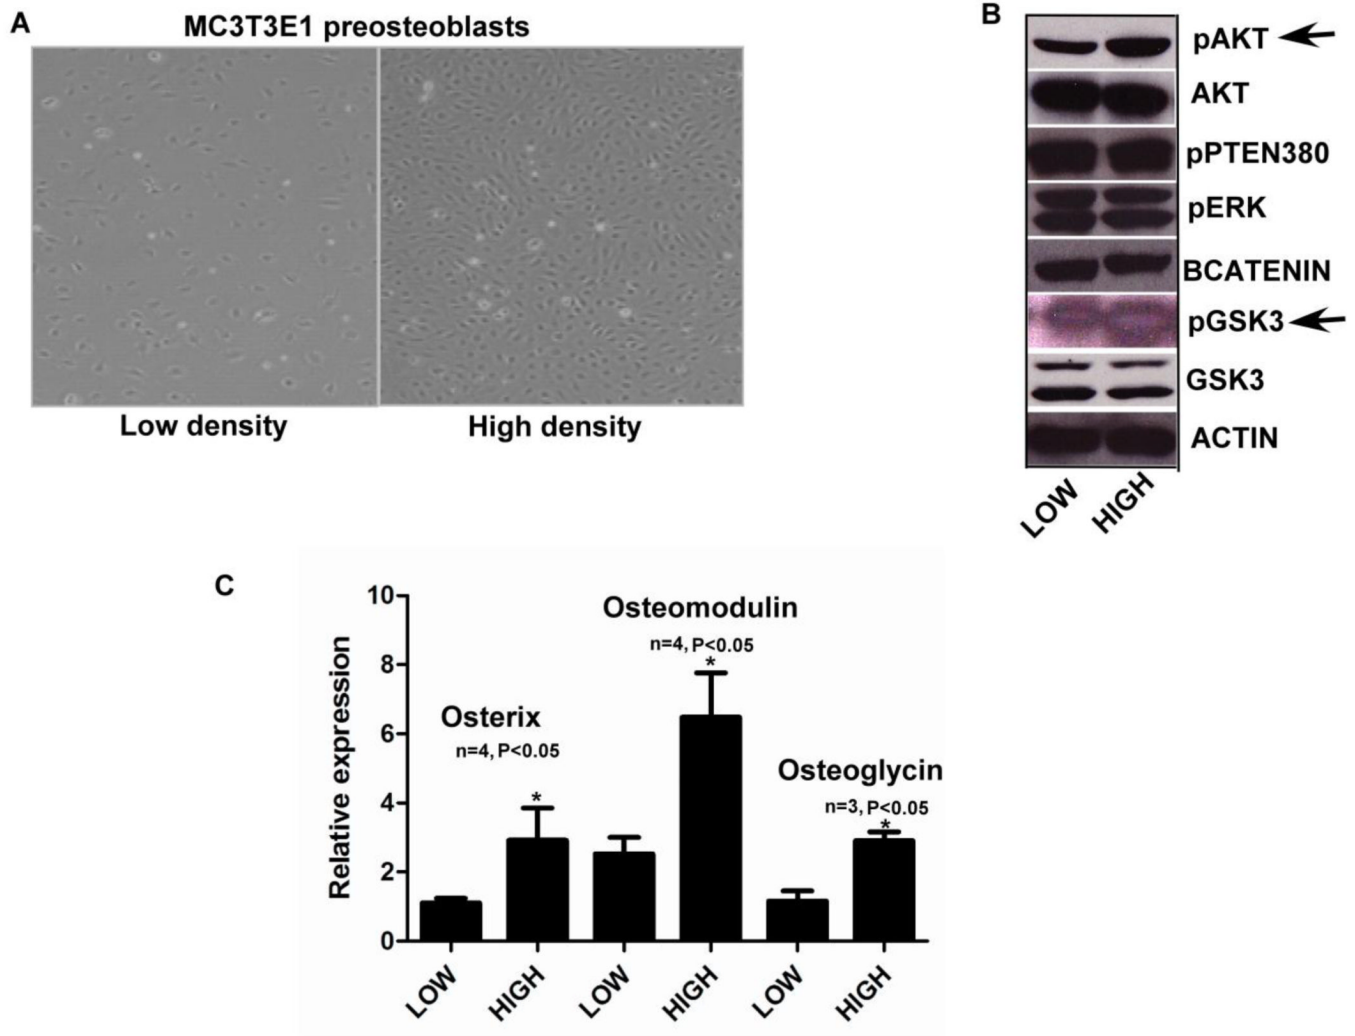 A
MC3T3E1 preosteoblasts
Low density
High density
B
pAKT
AKT
pPTEN380
pERK
BCATENIN
pGSK3
GSK3
ACTIN
LOW
HIGH
C
Relative expression
10
8
6
4
2
0
Osterix
n=4, P<0.05
*
Osteomodulin
n=4, P<0.05
*
Osteoglycin
n=3, P<0.05
*
LOW
HIGH
LOW
HIGH
LOW
HIGH